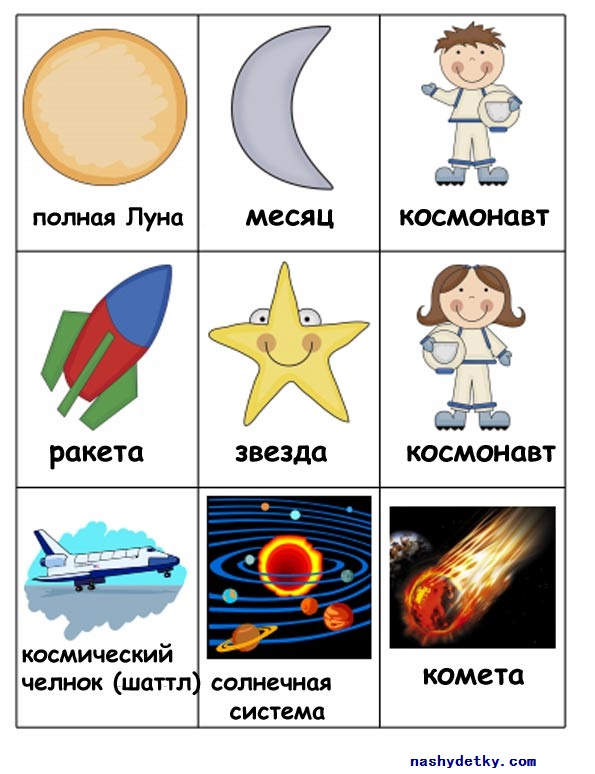 полная Луна
месяц
космонавт
ракета
звезда
космонавт
космический
челнок (шаттл)
солнечная
система
комета
nashydetky.com